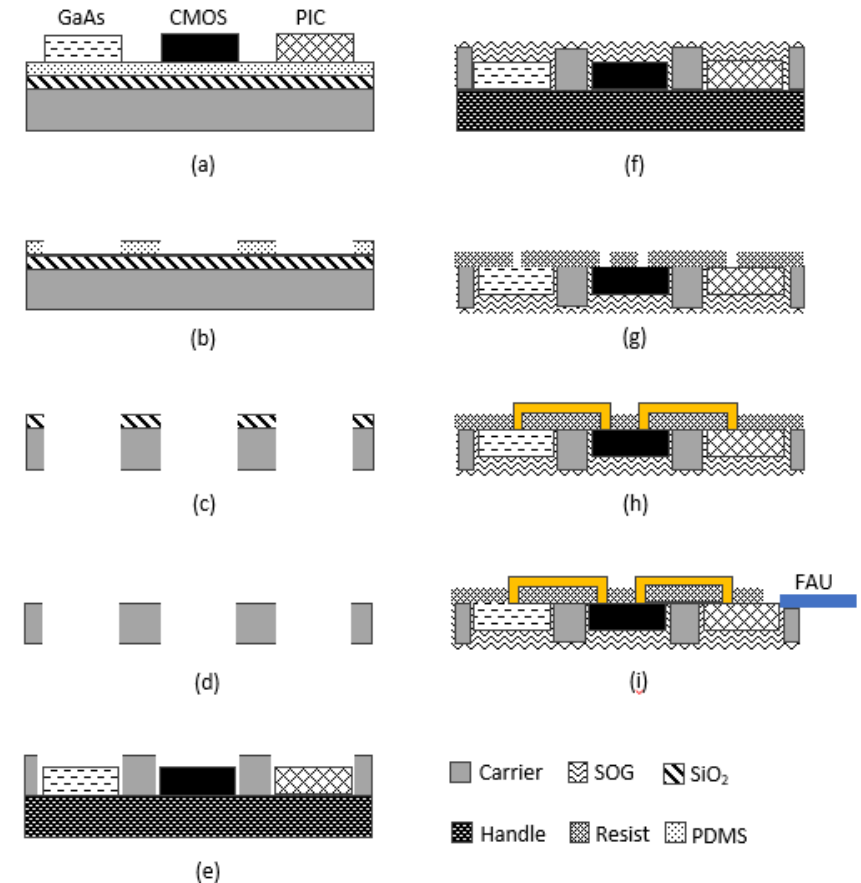 GaAs CMOS PIC
(a)
(b)
(c)
(d)
(e)
(f)
(g)
(h)
FAU
(i)
Carrier SOG SiO₂
Handle Resist PDMS